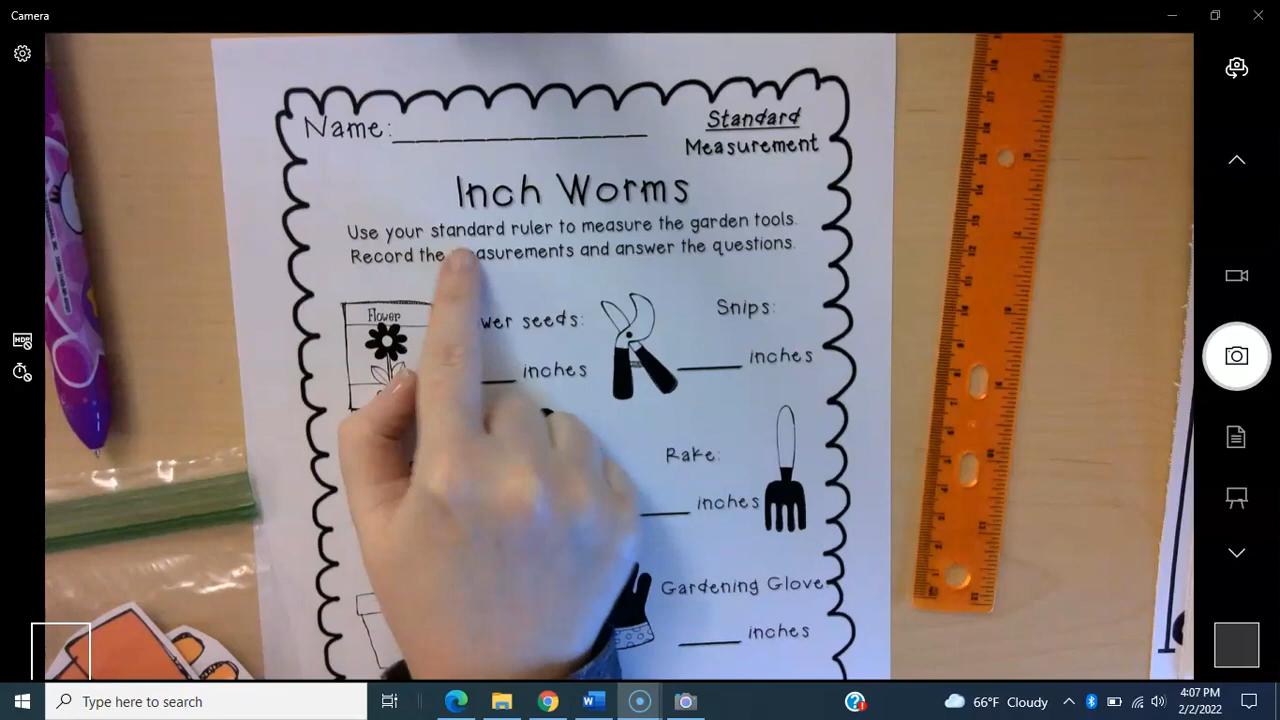 Camera
Name:
Standard
Measurement
Inch Worms
Use your standard ruler to measure the garden tools.
Record the measurements and answer the questions.
Flower
seeds:
inches
Snips:
inches
Rake:
inches
Gardening Glove
inches
Type here to search
66°F Cloudy
4:07 PM
2/2/2022